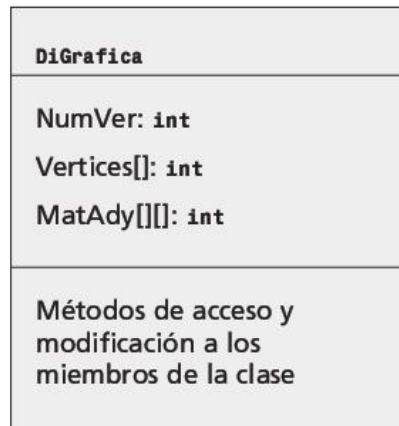 DiGrafica
NumVer: int
Vertices[]: int
MatAdy[][]: int
Métodos de acceso y
modificación a los
miembros de la clase